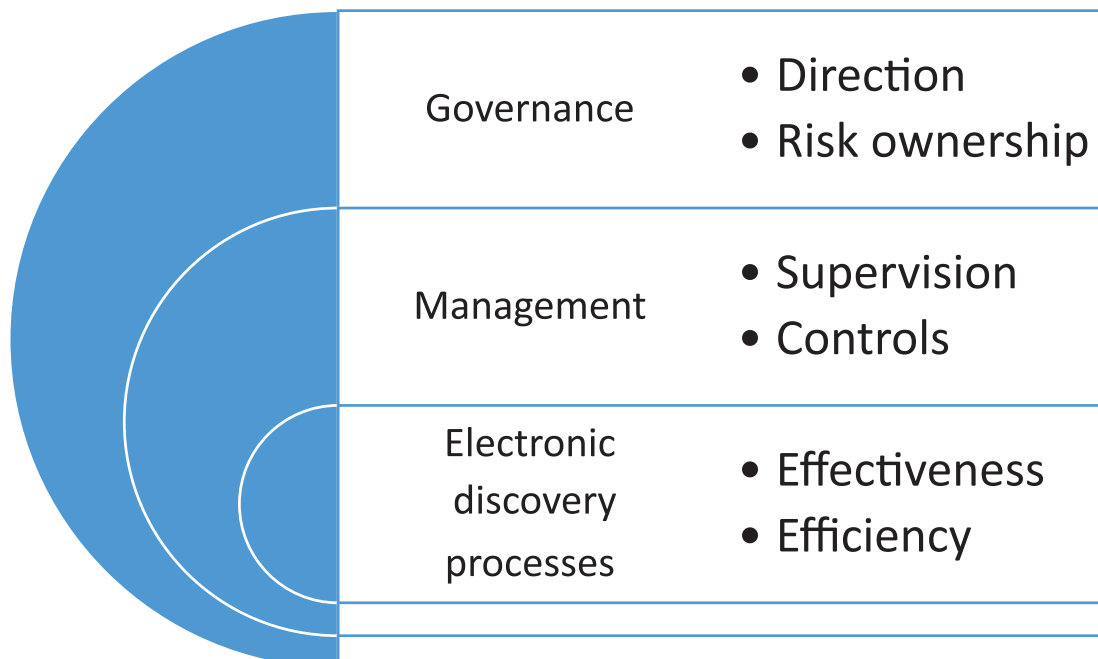 Governance
• Direction
• Risk ownership
Management
• Supervision
• Controls
Electronic
discovery
processes
• Effectiveness
• Efficiency